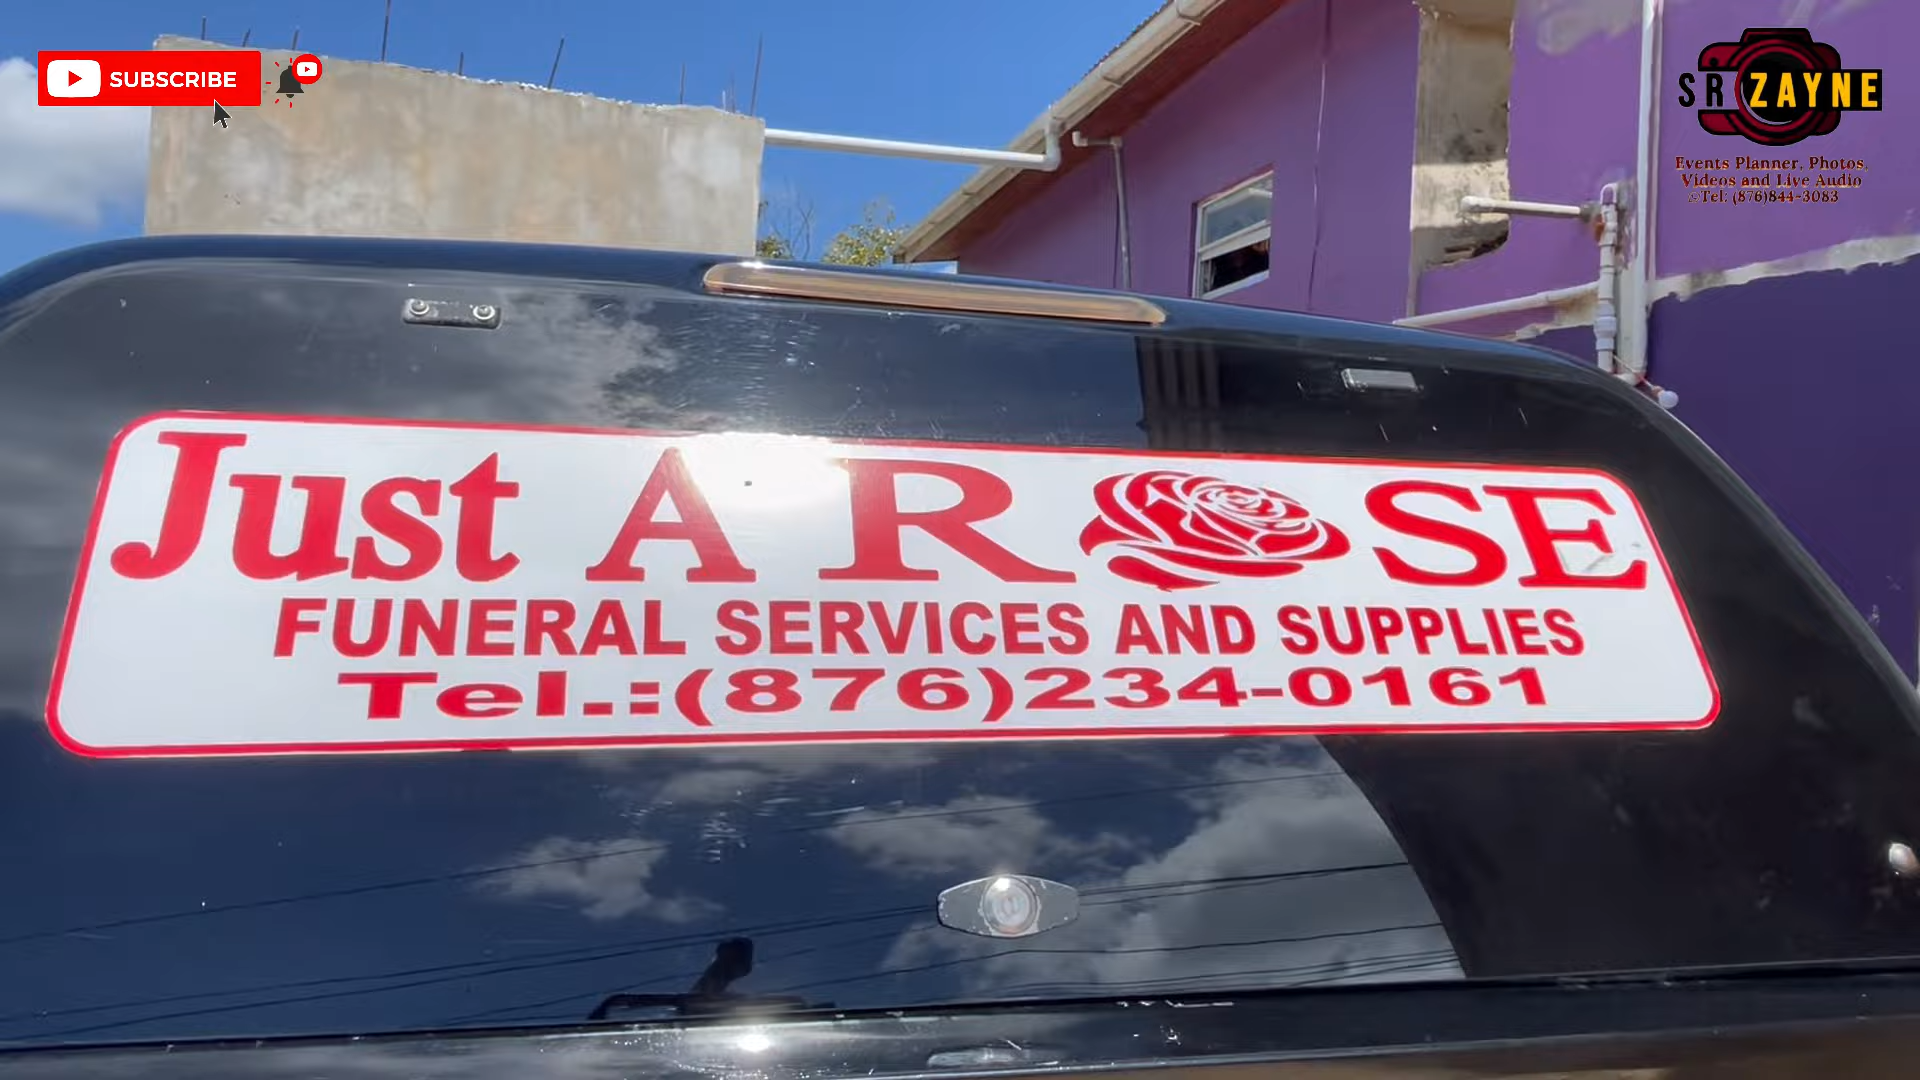 SUBSCRIBE
SR ZAYNE
Events Planner, Photos,
Videos and Live Audio
Tel: (876)844-3083
Just A R SE
FUNERAL SERVICES AND SUPPLIES
Tel.:(876)234-0161